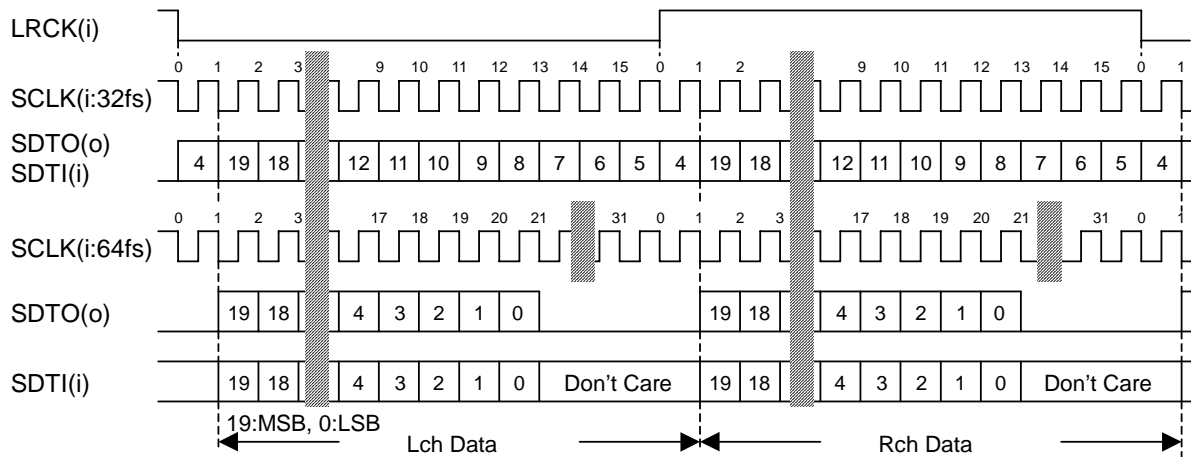 LRCK(i)
0 1 2 3 9 10 11 12 13 14 15 0 1 2 9 10 11 12 13 14 15 0 1
SCLK(i:32fs)
SDTO(o)
SDTI(i)
4 19 18 12 11 10 9 8 7 6 5 4 19 18 12 11 10 9 8 7 6 5 4
0 1 2 3 17 18 19 20 21 31 0 1 2 3 17 18 19 20 21 31 0 1
SCLK(i:64fs)
SDTO(o) 19 18 4 3 2 1 0 19 18 4 3 2 1 0
SDTI(i) 19 18 4 3 2 1 0 Don't Care 19 18 4 3 2 1 0 Don't Care
19:MSB, 0:LSB
Lch Data Rch Data